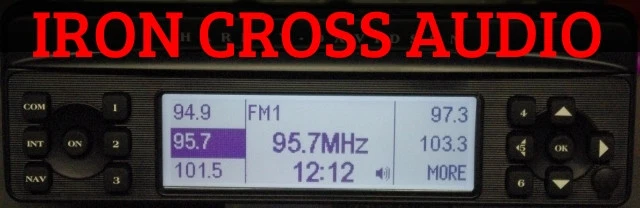 IRON CROSS AUDIO
COM
INT
NAV
ON
1
2
3
94.9
95.7
101.5
FM1
95.7MHz
12:12
97.3
103.3
MORE
4
5
6
OK